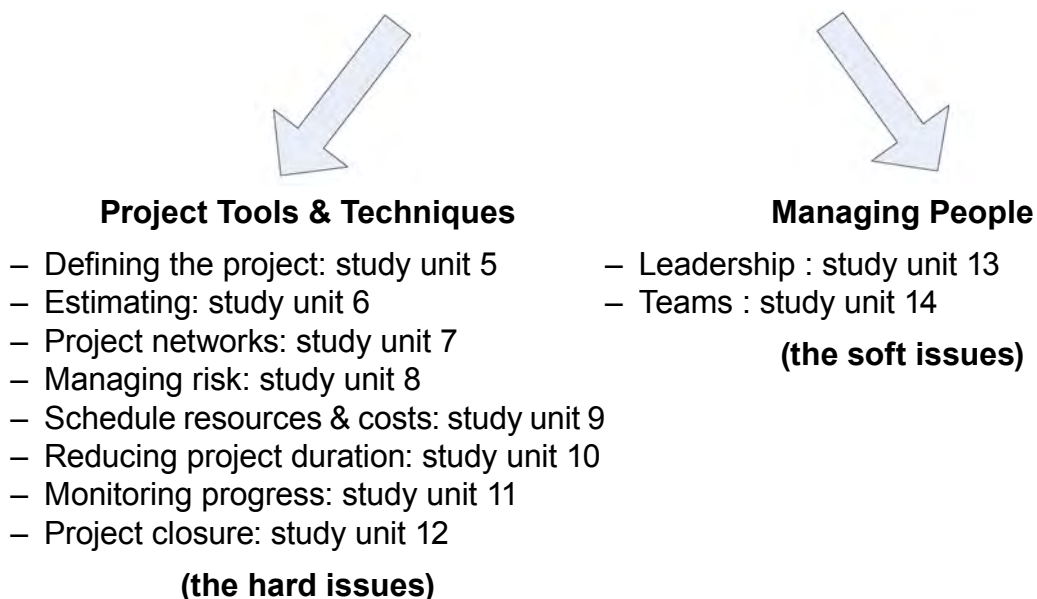 Project Tools & Techniques
– Defining the project: study unit 5
– Estimating: study unit 6
– Project networks: study unit 7
– Managing risk: study unit 8
– Schedule resources & costs: study unit 9
– Reducing project duration: study unit 10
– Monitoring progress: study unit 11
– Project closure: study unit 12
(the hard issues)
Managing People
– Leadership : study unit 13
– Teams : study unit 14
(the soft issues)